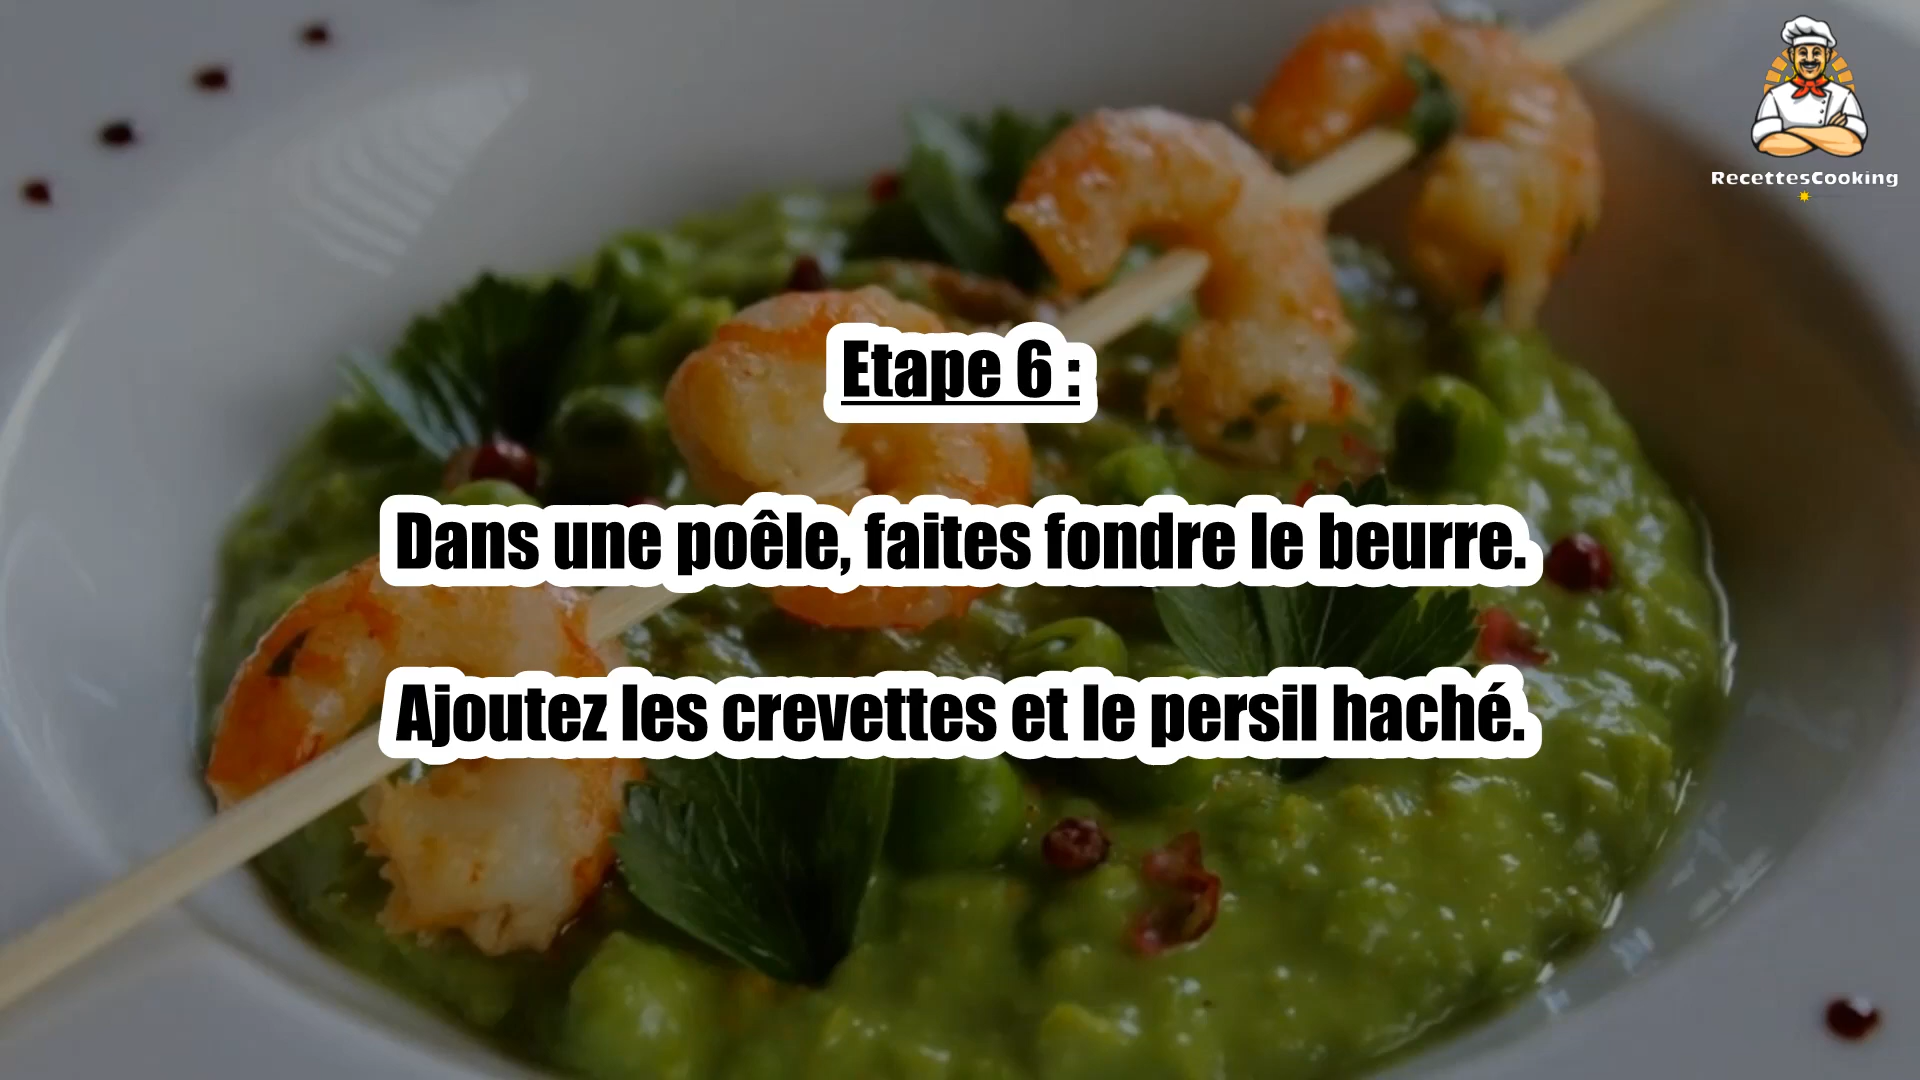 RecettesCooking
Etape 6 :
Dans une poêle, faites fondre le beurre.
Ajoutez les crevettes et le persil haché.